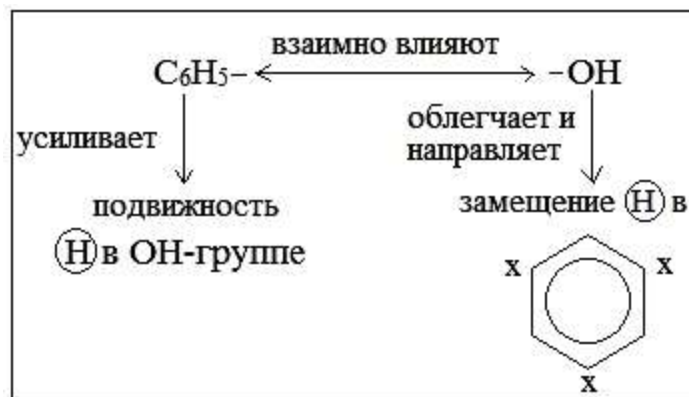 взаимно влияют
C₆H₅– –OH
усиливает
облегчает и
направляет
подвижность
H в OH-группе
замещение H в
x x
x